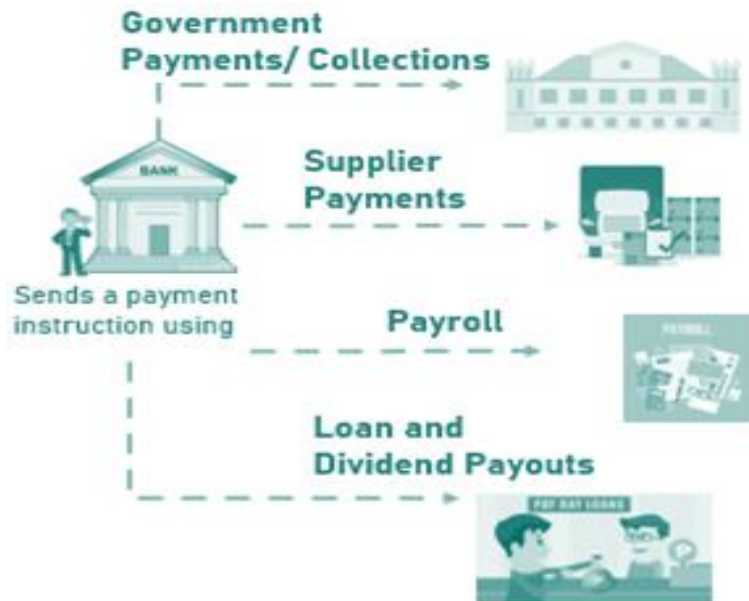 Government
Payments/ Collections
BANK
Supplier
Payments
Sends a payment
instruction using
Payroll
PAYROLL
Loan and
Dividend Payouts
PAY DAY LOANS